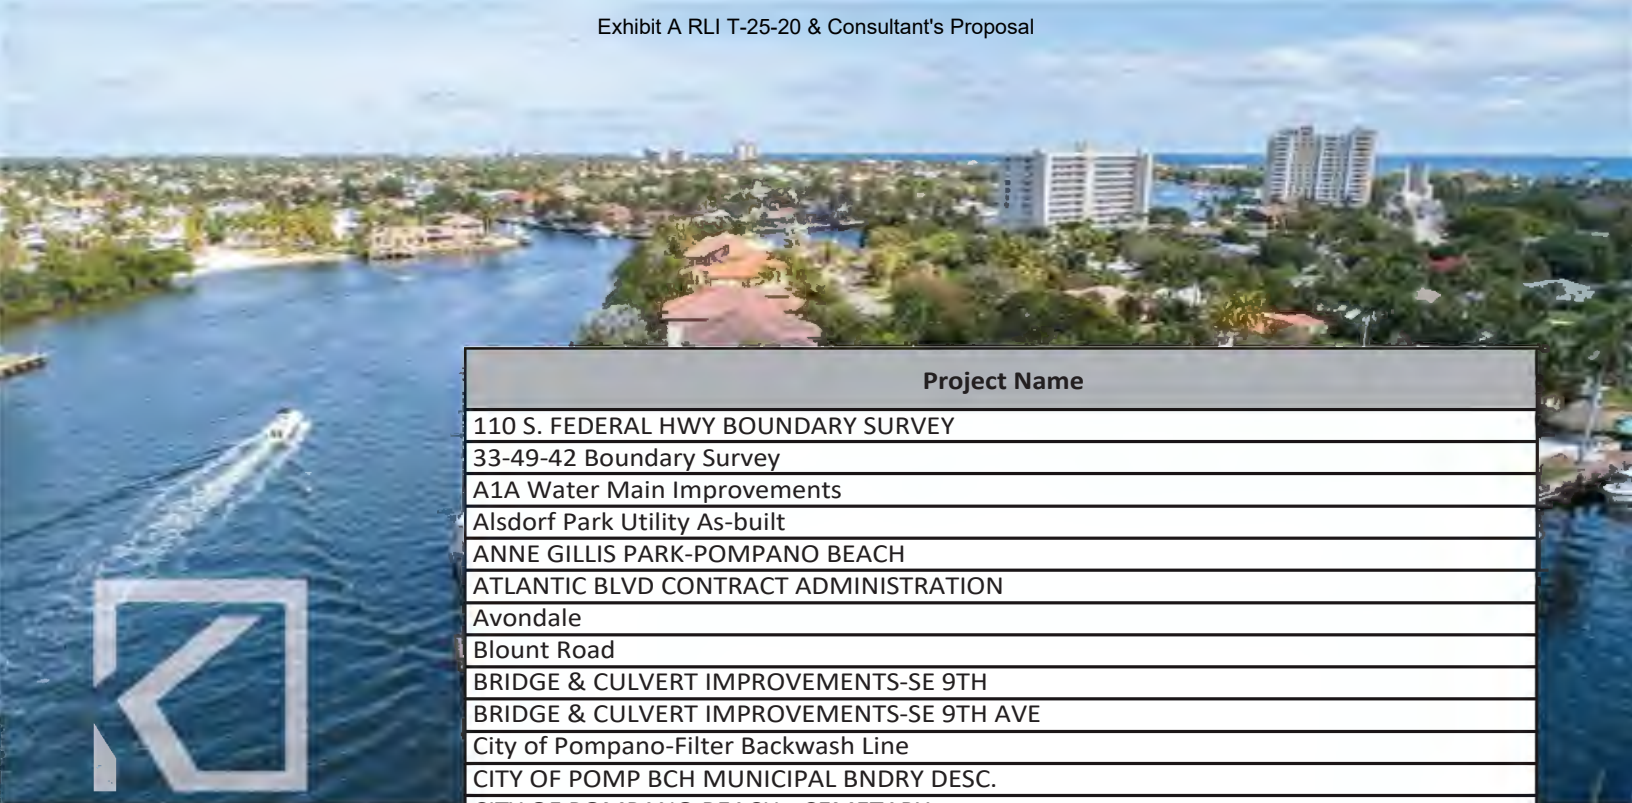 Exhibit A RLI T-25-20 & Consultant's Proposal
Project Name
110 S. FEDERAL HWY BOUNDARY SURVEY
33-49-42 Boundary Survey
A1A Water Main Improvements
Alsdorf Park Utility As-built
ANNE GILLIS PARK-POMPANO BEACH
ATLANTIC BLVD CONTRACT ADMINISTRATION
Avondale
Blount Road
BRIDGE & CULVERT IMPROVEMENTS-SE 9TH
BRIDGE & CULVERT IMPROVEMENTS-SE 9TH AVE
City of Pompano-Filter Backwash Line
CITY OF POMP BCH MUNICIPAL BNDRY DESC.